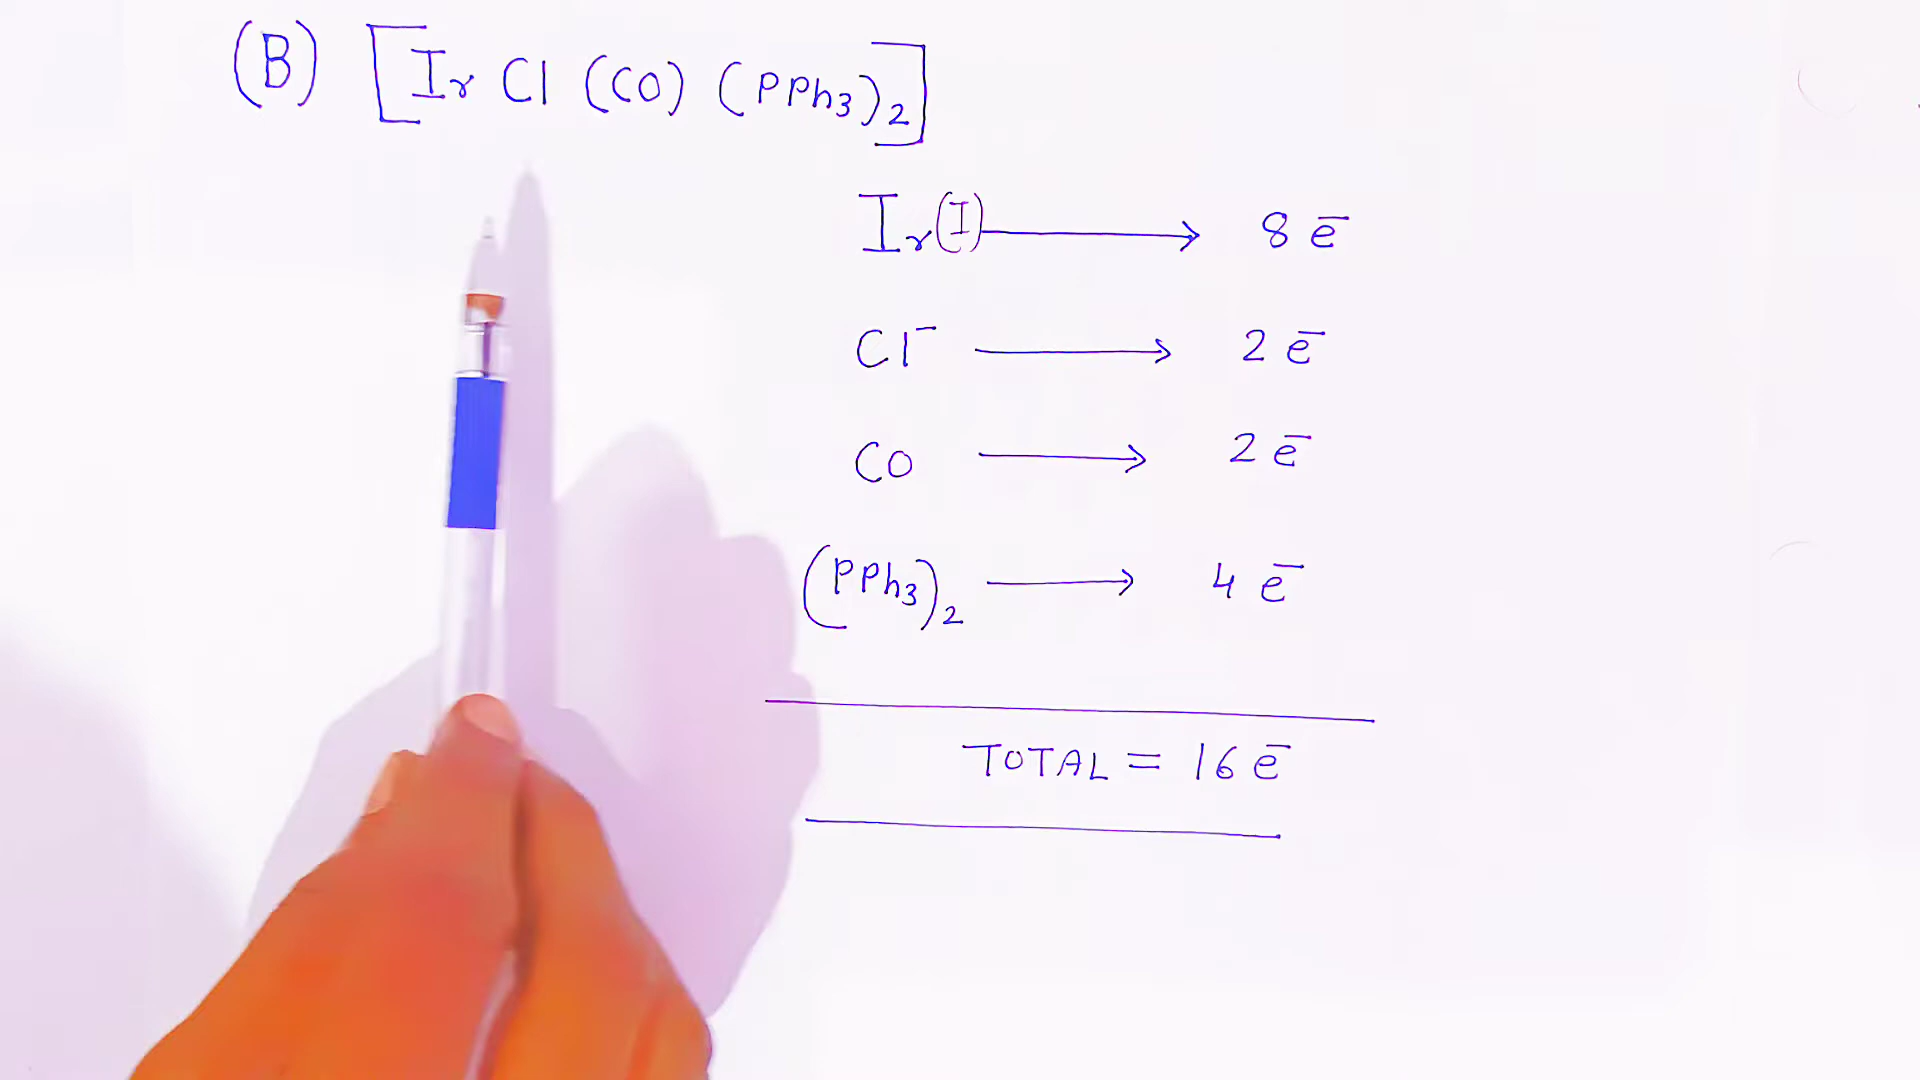 (B) [Ir Cl (CO) (PPh3)2]
Ir(I) → 8 e̅
Cl⁻ → 2 e̅
CO → 2 e̅
(PPh3)2 → 4 e̅
TOTAL = 16 e̅